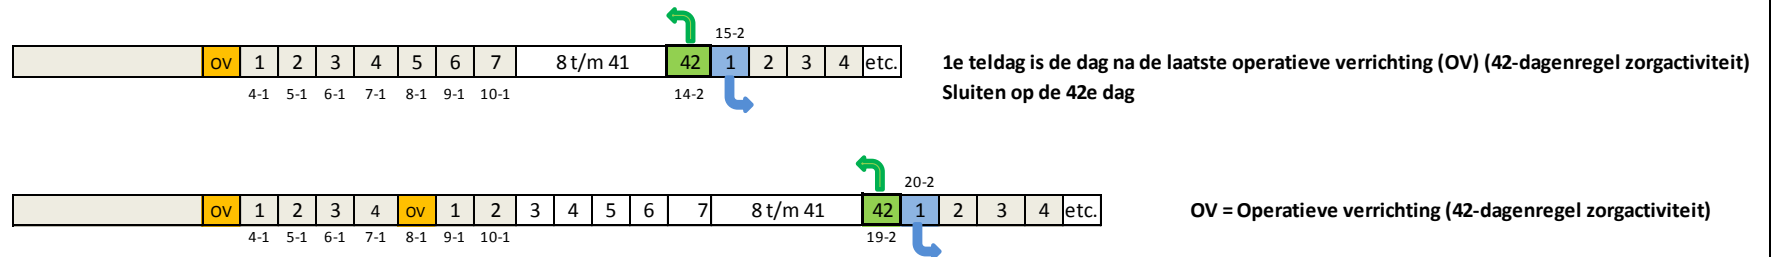 15-2
OV 1 2 3 4 5 6 7 8 t/m 41 42 1 2 3 4 etc.
4-1 5-1 6-1 7-1 8-1 9-1 10-1 14-2
1e teldag is de dag na de laatste operatieve verrichting (OV) (42-dagenregel zorgactiviteit)
Sluiten op de 42e dag
20-2
OV 1 2 3 4 OV 1 2 3 4 5 6 7 8 t/m 41 42 1 2 3 4 etc.
4-1 5-1 6-1 7-1 8-1 9-1 10-1 19-2
OV = Operatieve verrichting (42-dagenregel zorgactiviteit)